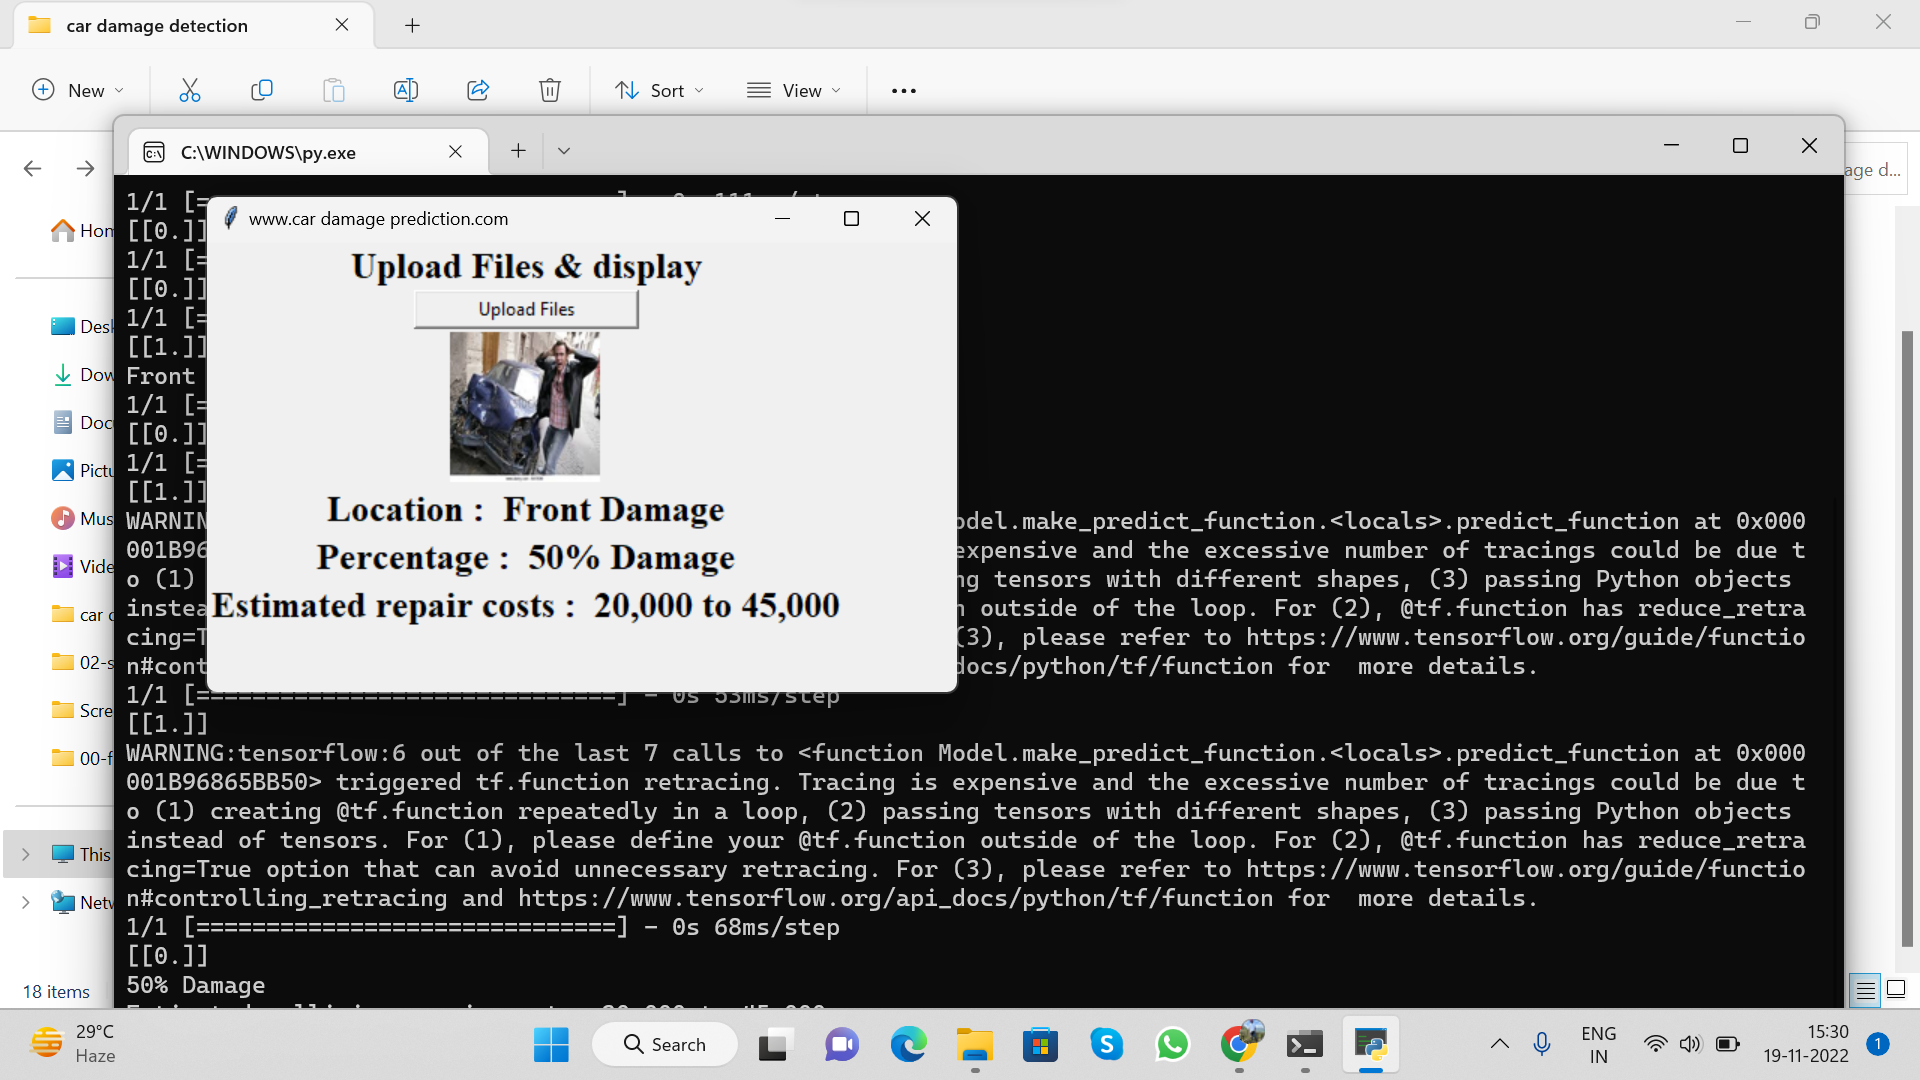 car damage detection
New
Sort
View
C:\WINDOWS\py.exe
age d...
1/1 [=
[[0.]]
1/1 [=
[[0.]]
1/1 [=
[[1.]]
Front
1/1 [=
[[0.]]
1/1 [=
[[1.]]
www.car damage prediction.com
Upload Files & display
Upload Files
Location : Front Damage
Percentage : 50% Damage
Estimated repair costs : 20,000 to 45,000
Hom
Desk
Dow
Docu
Pictu
Mus
Vide
car d
02-s
Scre
00-f
This
Netw
18 items
WARNIN odel.make_predict_function.<locals>.predict_function at 0x000
001B96 expensive and the excessive number of tracings could be due t
o (1) ng tensors with different shapes, (3) passing Python objects
instea n outside of the loop. For (2), @tf.function has reduce_retra
cing=T (3), please refer to https://www.tensorflow.org/guide/functio
n#cont docs/python/tf/function for more details.
1/1 [==============================] - 0s 53ms/step
[[1.]]
WARNING:tensorflow:6 out of the last 7 calls to <function Model.make_predict_function.<locals>.predict_function at 0x000
001B96865BB50> triggered tf.function retracing. Tracing is expensive and the excessive number of tracings could be due t
o (1) creating @tf.function repeatedly in a loop, (2) passing tensors with different shapes, (3) passing Python objects
instead of tensors. For (1), please define your @tf.function outside of the loop. For (2), @tf.function has reduce_retra
cing=True option that can avoid unnecessary retracing. For (3), please refer to https://www.tensorflow.org/guide/functio
n#controlling_retracing and https://www.tensorflow.org/api_docs/python/tf/function for more details.
1/1 [==============================] - 0s 68ms/step
[[0.]]
50% Damage
29°C
Haze
Search
ENG
IN
15:30
19-11-2022
1